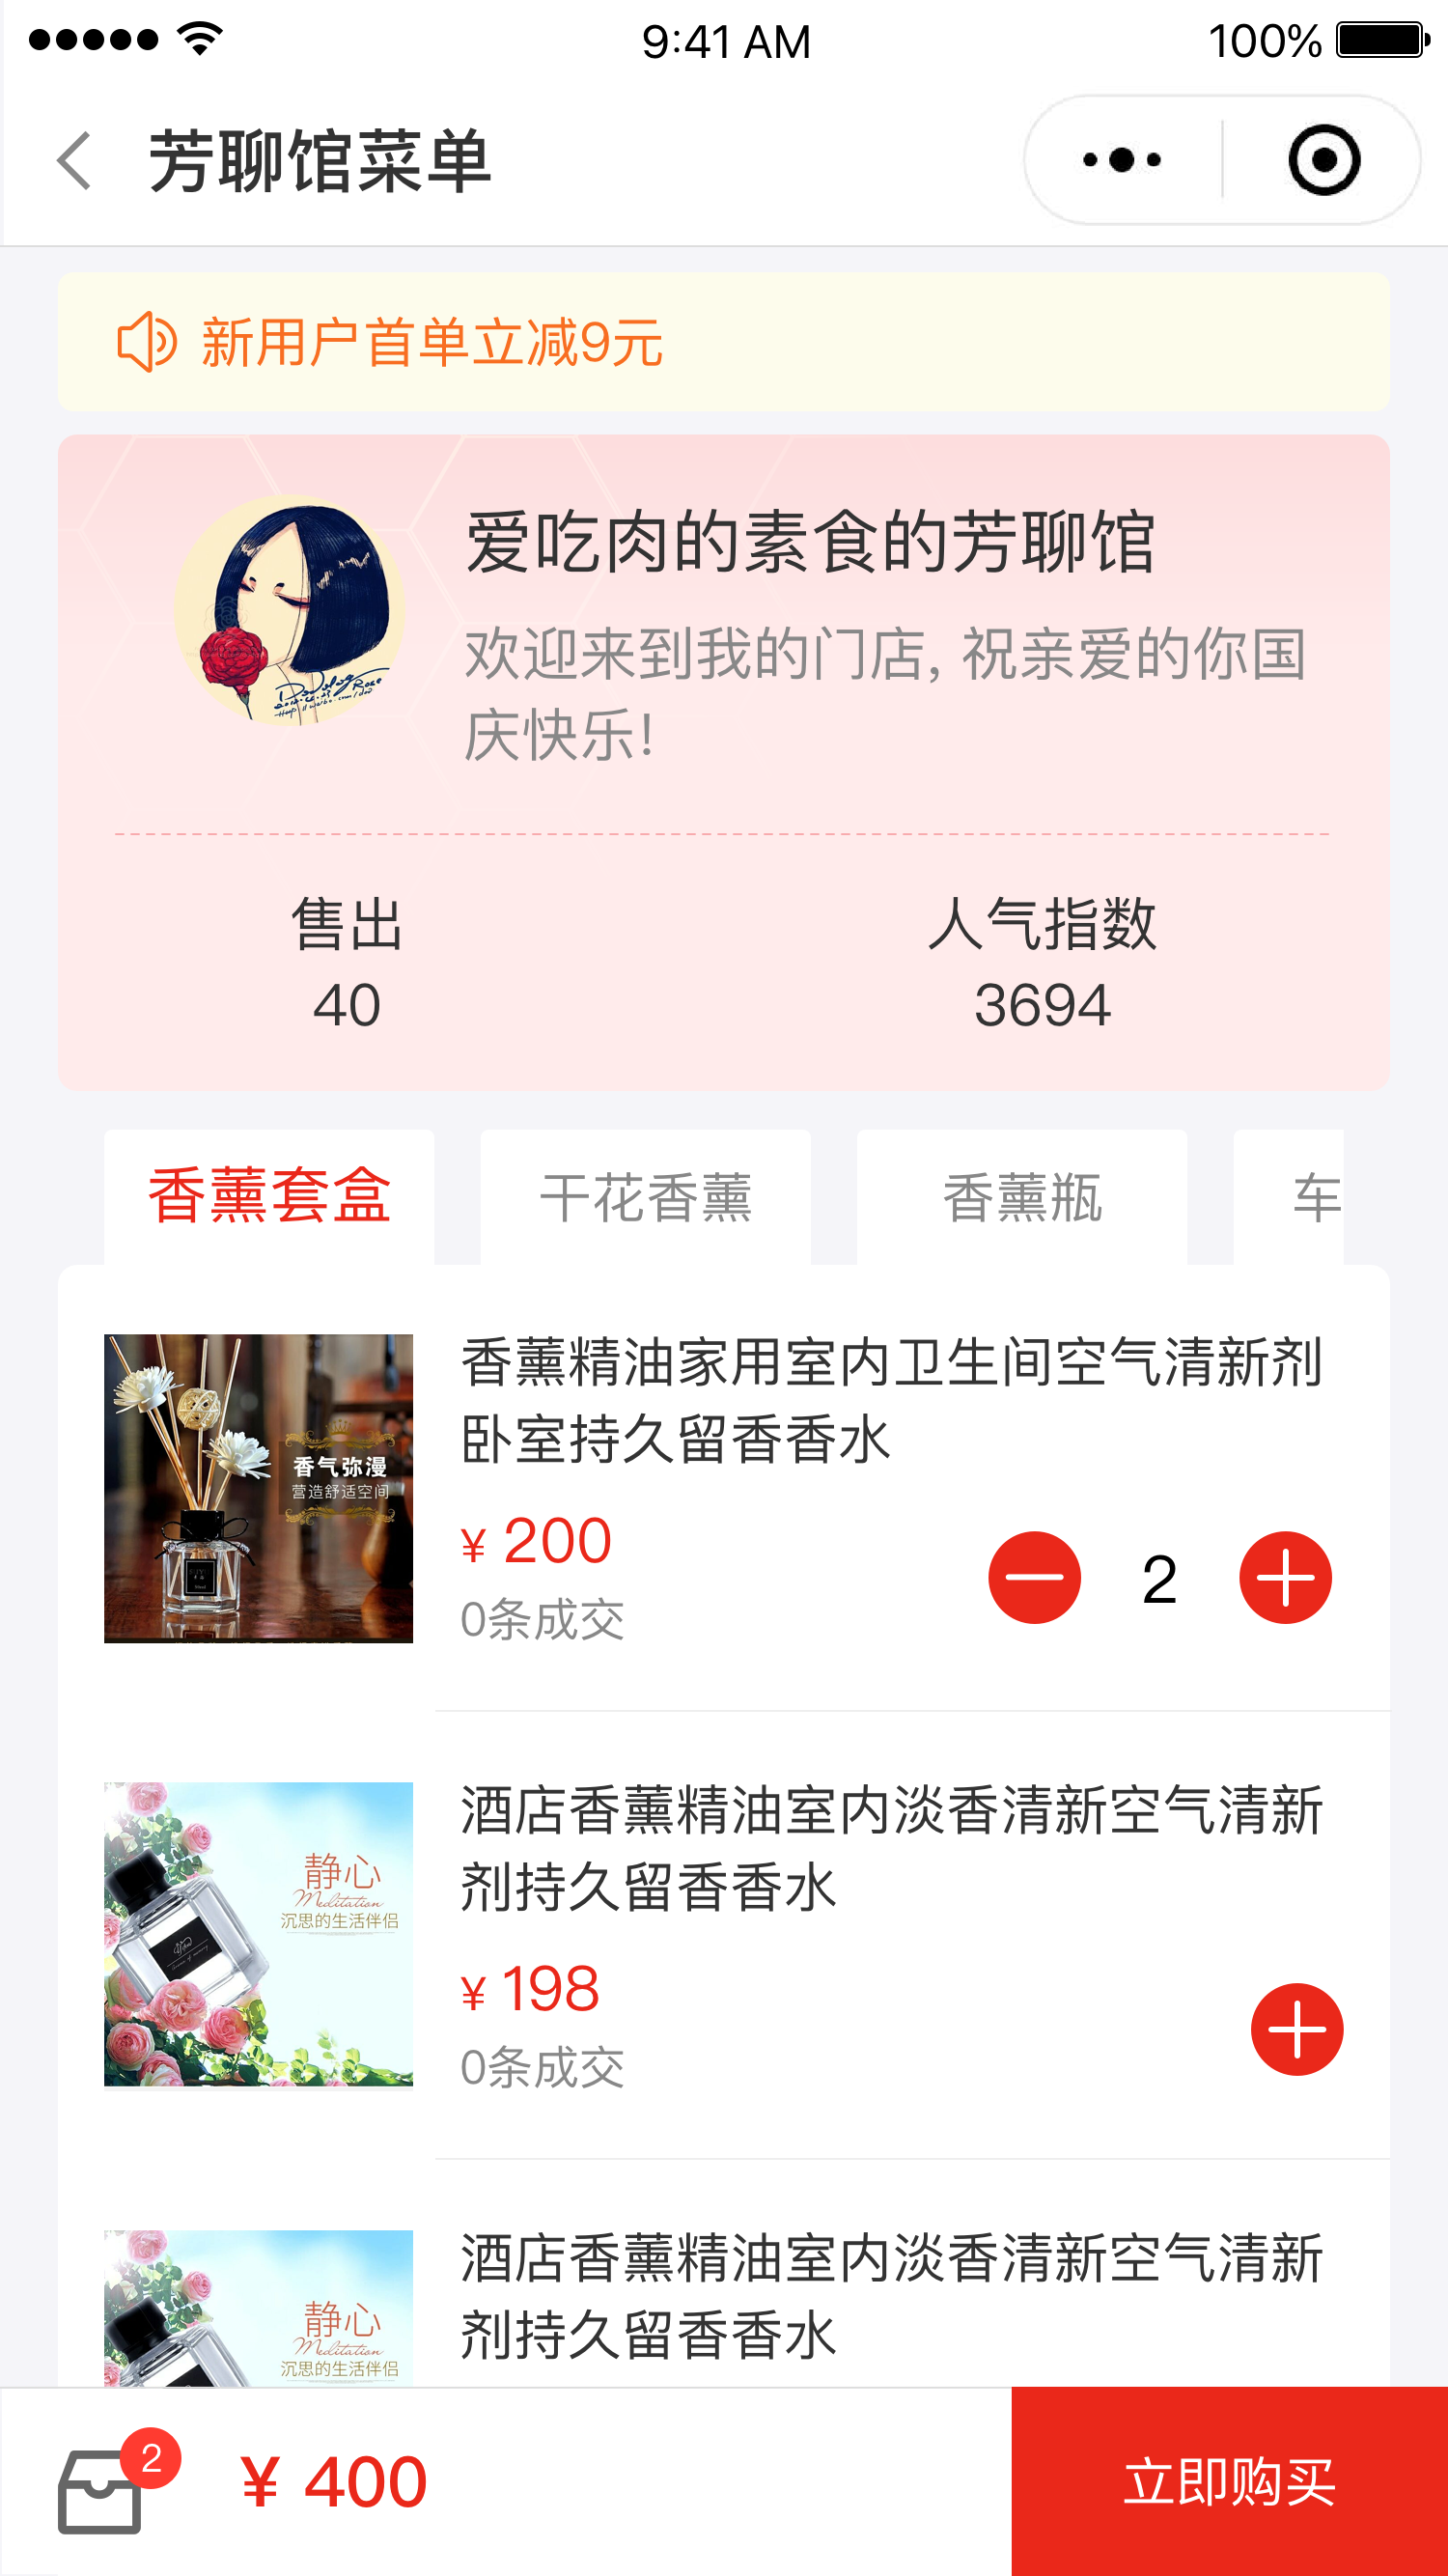 9:41 AM
100%
芳聊馆菜单
新用户首单立减9元
爱吃肉的素食的芳聊馆
欢迎来到我的门店, 祝亲爱的你国
庆快乐!
售出
人气指数
40
3694
香薰套盒
干花香薰
香薰瓶
车
香薰精油家用室内卫生间空气清新剂
卧室持久留香香水
香气弥漫
营造舒适空间
¥ 200
2
0条成交
酒店香薰精油室内淡香清新空气清新
剂持久留香香水
静心
Meditation
沉思的生活伴侣
¥ 198
0条成交
酒店香薰精油室内淡香清新空气清新
剂持久留香香水
静心
Meditation
沉思的生活伴侣
2
¥ 400
立即购买